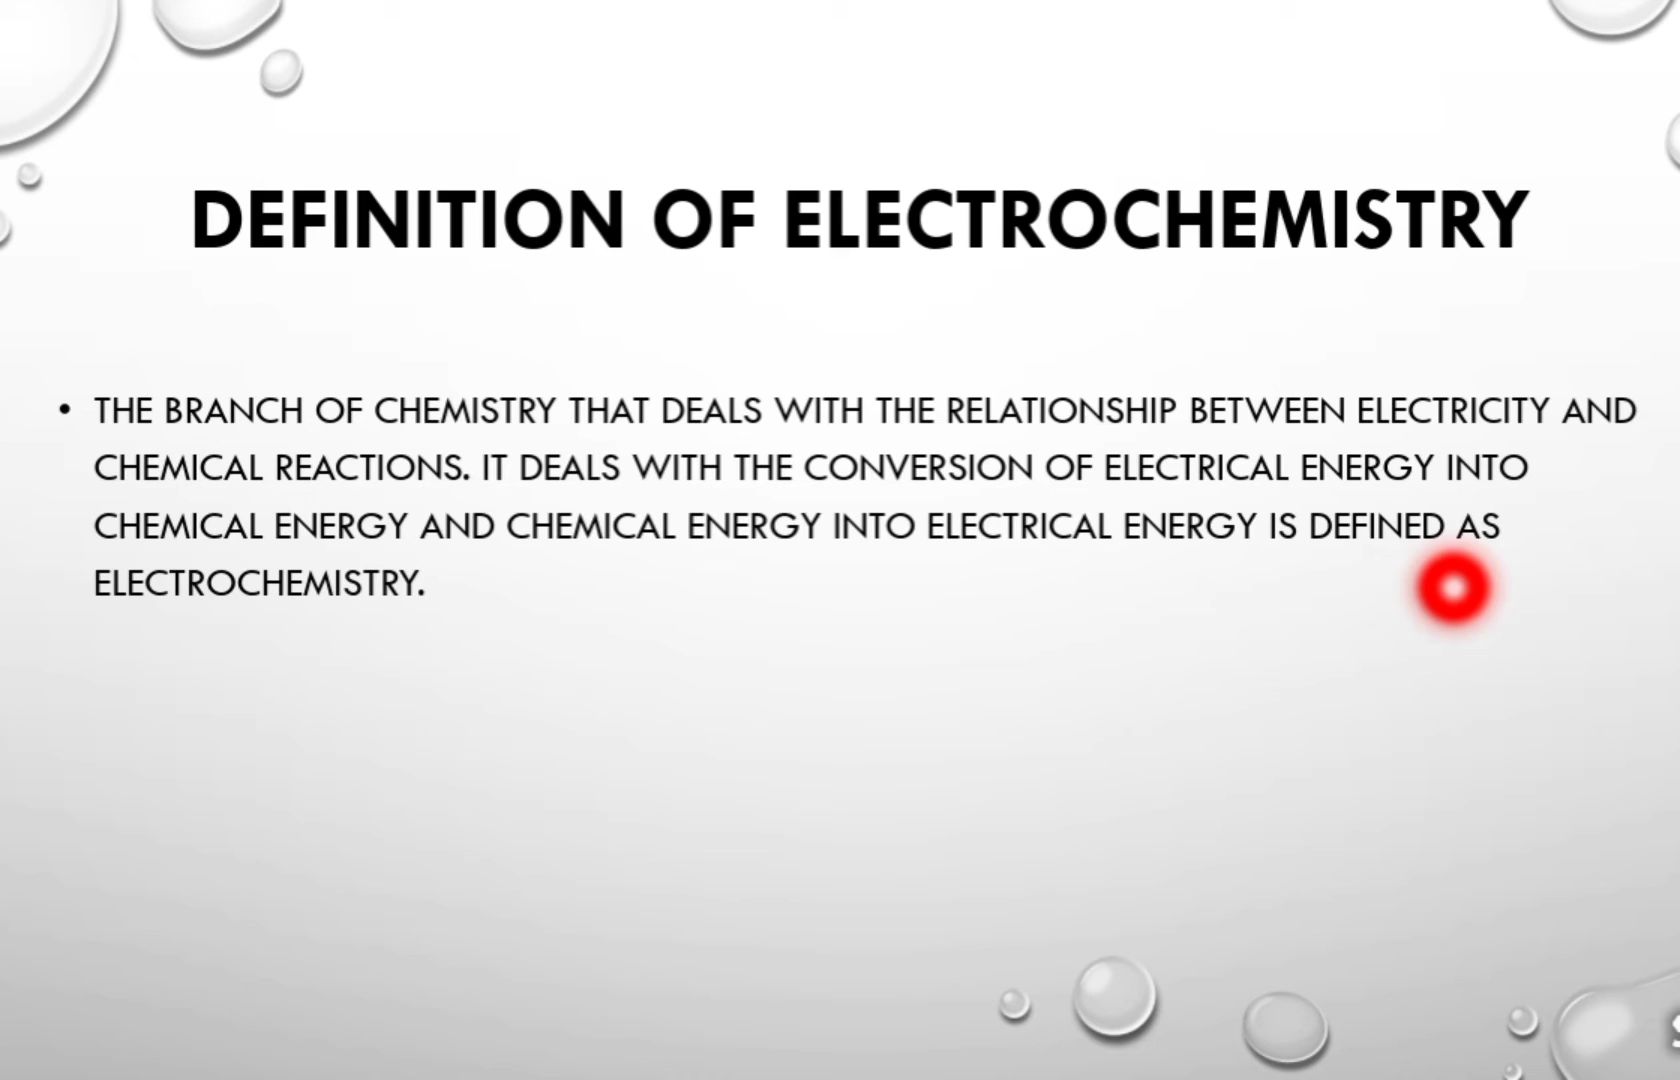 DEFINITION OF ELECTROCHEMISTRY
• THE BRANCH OF CHEMISTRY THAT DEALS WITH THE RELATIONSHIP BETWEEN ELECTRICITY AND
CHEMICAL REACTIONS. IT DEALS WITH THE CONVERSION OF ELECTRICAL ENERGY INTO
CHEMICAL ENERGY AND CHEMICAL ENERGY INTO ELECTRICAL ENERGY IS DEFINED AS
ELECTROCHEMISTRY.